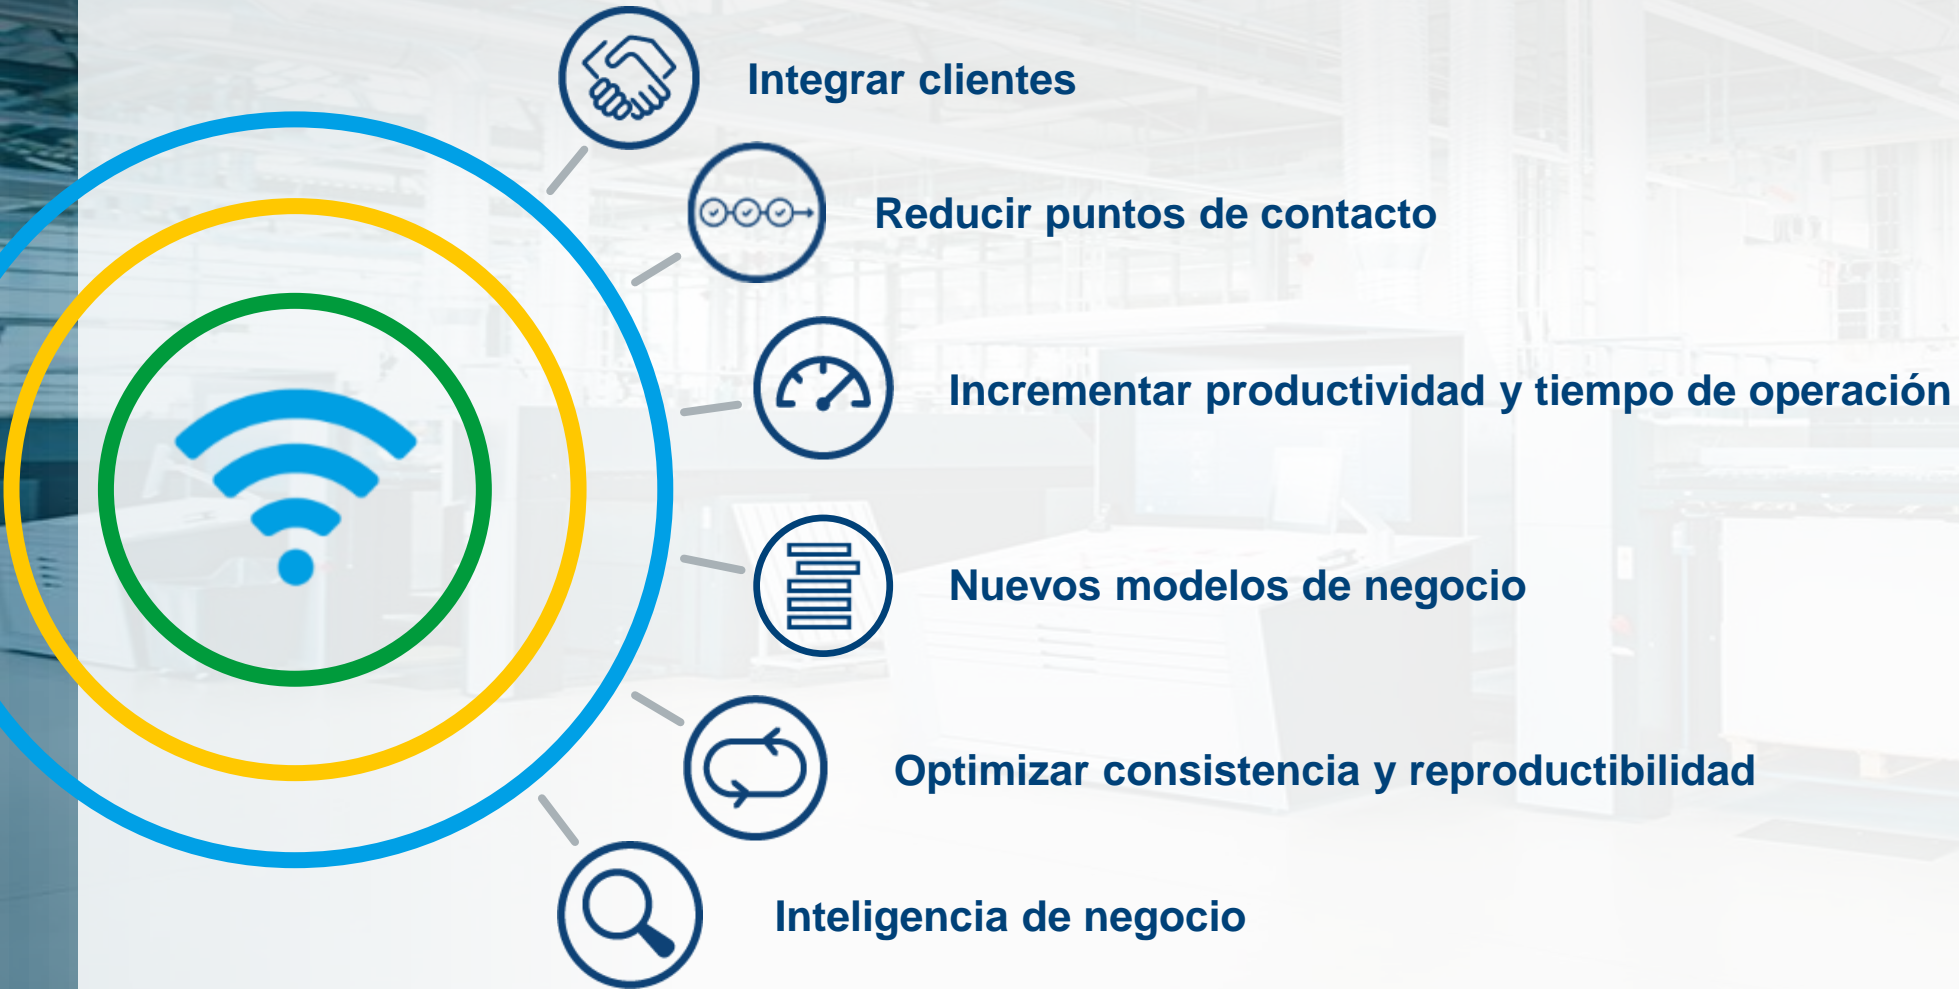 Integrar clientes
Reducir puntos de contacto
Incrementar productividad y tiempo de operación
Nuevos modelos de negocio
Optimizar consistencia y reproductibilidad
Inteligencia de negocio